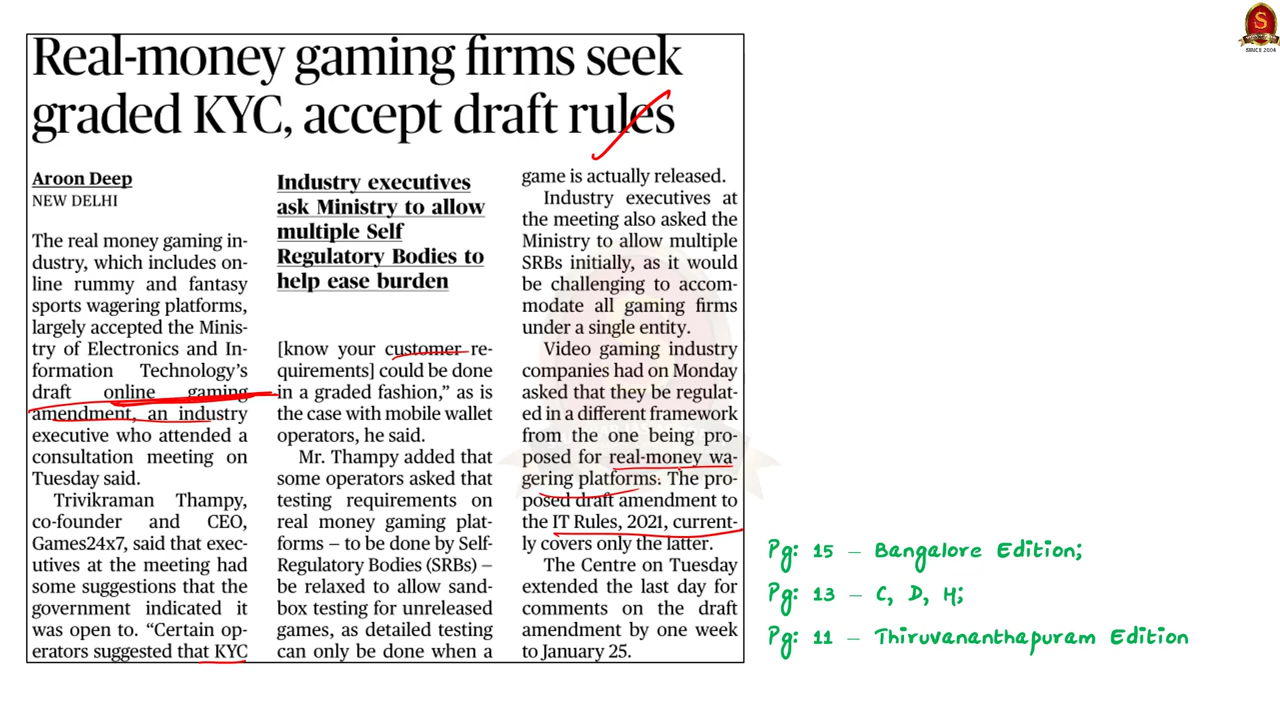 Real-money gaming firms seek
graded KYC, accept draft rules
Aroon Deep
NEW DELHI
The real money gaming in-
dustry, which includes on-
line rummy and fantasy
sports wagering platforms,
largely accepted the Minis-
try of Electronics and In-
formation Technology’s
draft online gaming
amendment, an industry
executive who attended a
consultation meeting on
Tuesday said.
Trivikraman Thampy,
co-founder and CEO,
Games24x7, said that exec-
utives at the meeting had
some suggestions that the
government indicated it
was open to. “Certain op-
erators suggested that KYC
Industry executives
ask Ministry to allow
multiple Self
Regulatory Bodies to
help ease burden
[know your customer re-
quirements] could be done
in a graded fashion,” as is
the case with mobile wallet
operators, he said.
Mr. Thampy added that
some operators asked that
testing requirements on
real money gaming plat-
forms – to be done by Self-
Regulatory Bodies (SRBs) –
be relaxed to allow sand-
box testing for unreleased
games, as detailed testing
can only be done when a
game is actually released.
Industry executives at
the meeting also asked the
Ministry to allow multiple
SRBs initially, as it would
be challenging to accom-
modate all gaming firms
under a single entity.
Video gaming industry
companies had on Monday
asked that they be regulat-
ed in a different framework
from the one being pro-
posed for real-money wa-
gering platforms. The pro-
posed draft amendment to
the IT Rules, 2021, current-
ly covers only the latter.
The Centre on Tuesday
extended the last day for
comments on the draft
amendment by one week
to January 25.
S
SINCE 2004
Pg: 15 – Bangalore Edition;
Pg: 13 – C, D, H;
Pg: 11 – Thiruvananthapuram Edition